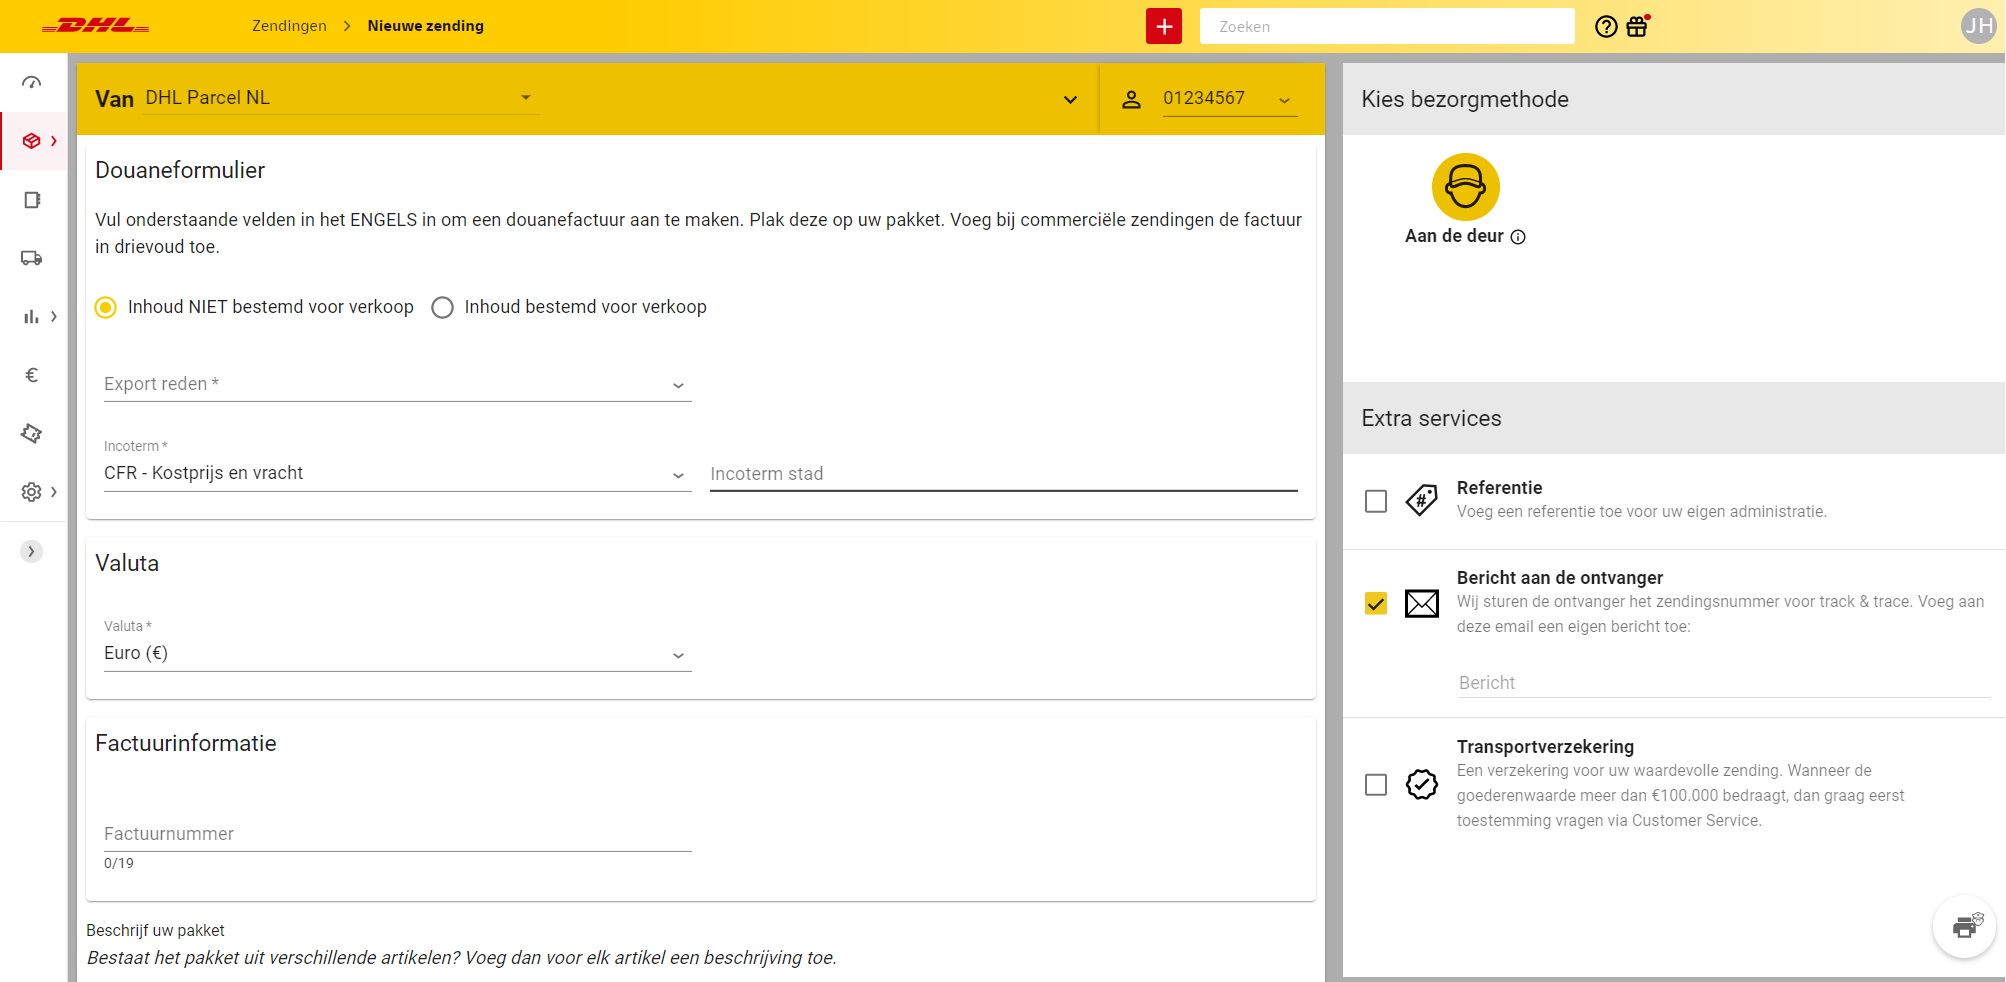 DHL
Zendingen
Nieuwe zending
Zoeken
JH
Van DHL Parcel NL
01234567
Douaneformulier
Vul onderstaande velden in het ENGELS in om een douanefactuur aan te maken. Plak deze op uw pakket. Voeg bij commerciële zendingen de factuur
in drievoud toe.
Inhoud NIET bestemd voor verkoop
Inhoud bestemd voor verkoop
Export reden *
Incoterm *
CFR - Kostprijs en vracht
Incoterm stad
Valuta
Valuta *
Euro (€)
Factuurinformatie
Factuurnummer
0/19
Beschrijf uw pakket
Bestaat het pakket uit verschillende artikelen? Voeg dan voor elk artikel een beschrijving toe.
Kies bezorgmethode
Aan de deur
Extra services
Referentie
Voeg een referentie toe voor uw eigen administratie.
Bericht aan de ontvanger
Wij sturen de ontvanger het zendingsnummer voor track & trace. Voeg aan
deze email een eigen bericht toe:
Bericht
Transportverzekering
Een verzekering voor uw waardevolle zending. Wanneer de
goederenwaarde meer dan €100.000 bedraagt, dan graag eerst
toestemming vragen via Customer Service.